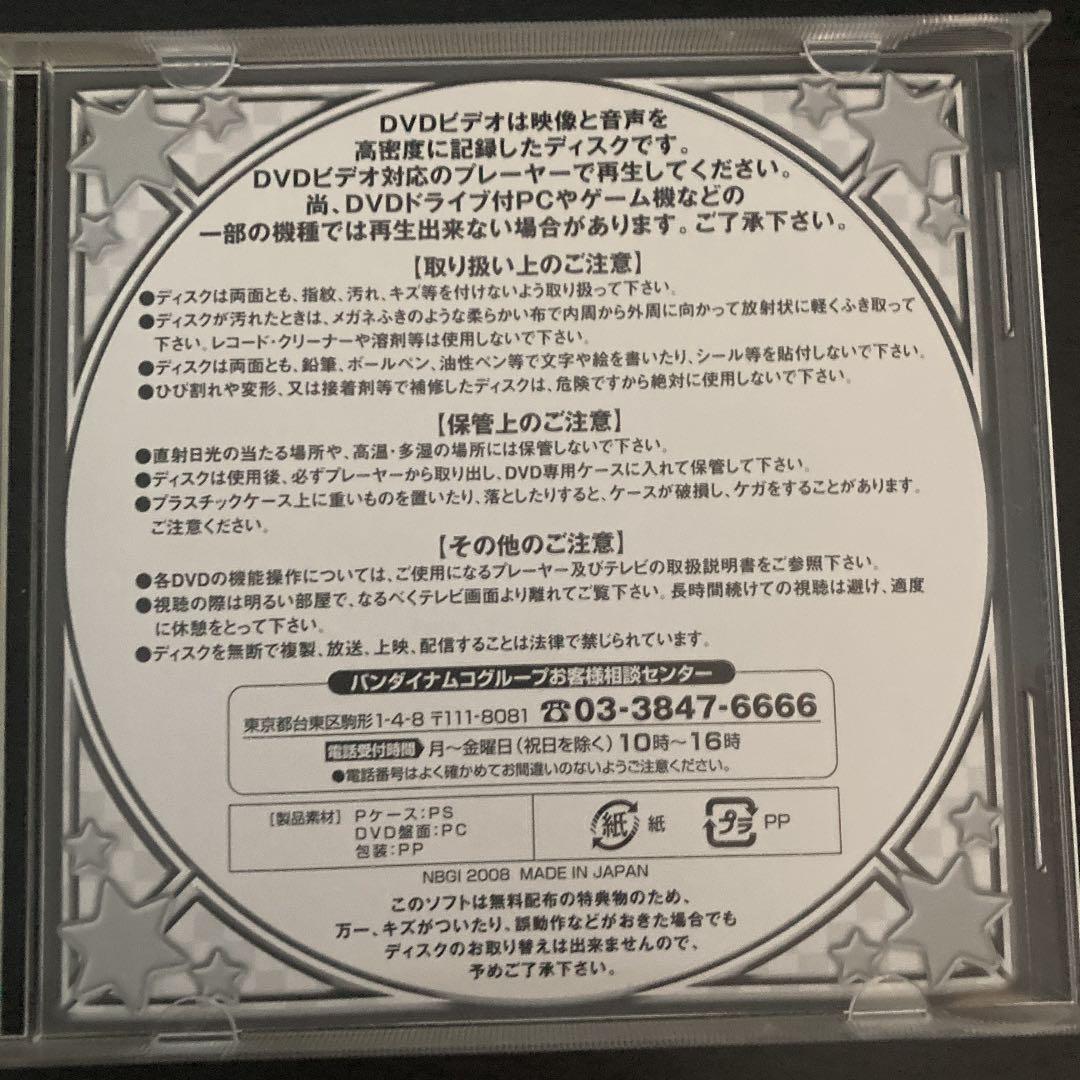 DVDビデオは映像と音声を
高密度に記録したディスクです。
DVDビデオ対応のプレーヤーで再生してください。
尚、DVDドライブ付PCやゲーム機などの
一部の機種では再生出来ない場合があります。ご了承下さい。
【取り扱い上のご注意】
●ディスクは両面とも、指紋、汚れ、キズ等を付けないよう取り扱って下さい。
●ディスクが汚れたときは、メガネふきのような柔らかい布で内周から外周に向かって放射状に軽くふき取って
下さい。レコード・クリーナーや溶剤等は使用しないで下さい。
●ディスクは両面とも、鉛筆、ボールペン、油性ペン等で文字や絵を書いたり、シール等を貼付しないで下さい。
●ひび割れや変形、又は接着剤等で補修したディスクは、危険ですから絶対に使用しないで下さい。
【保管上のご注意】
●直射日光の当たる場所や、高温・多湿の場所には保管しないで下さい。
●ディスクは使用後、必ずプレーヤーから取り出し、DVD専用ケースに入れて保管して下さい。
●プラスチックケース上に重いものを置いたり、落としたりすると、ケースが破損し、ケガをすることがあります。
ご注意ください。
【その他のご注意】
●各DVDの機能操作については、ご使用になるプレーヤー及びテレビの取扱説明書をご参照下さい。
●視聴の際は明るい部屋で、なるべくテレビ画面より離れてご覧下さい。長時間続けての視聴は避け、適度
に休憩をとって下さい。
●ディスクを無断で複製、放送、上映、配信することは法律で禁じられています。
バンダイナムコグループお客様相談センター
東京都台東区駒形1-4-8 〒111-8081 ☎03-3847-6666
電話受付時間 月～金曜日（祝日を除く）10時～16時
●電話番号はよく確かめてお間違いのないようご注意ください。
［製品素材］ Pケース：PS
DVD盤面：PC
包装：PP
紙 紙 プラ PP
NBGI 2008 MADE IN JAPAN
このソフトは無料配布の特典物のため、
万一、キズがついたり、誤動作などがおきた場合でも
ディスクのお取り替えは出来ませんので、
予めご了承下さい。